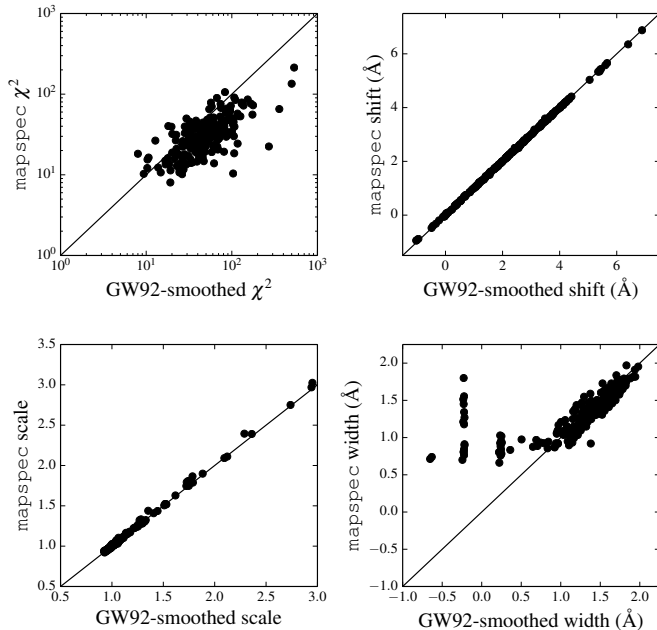 10³
10²
10¹
10⁰
mapspec χ²
10⁰ 10¹ 10² 10³
GW92-smoothed χ²
6
4
2
0
mapspec shift (Å)
0 2 4 6
GW92-smoothed shift (Å)
3.5
3.0
2.5
2.0
1.5
1.0
0.5
mapspec scale
0.5 1.0 1.5 2.0 2.5 3.0
GW92-smoothed scale
2.0
1.5
1.0
0.5
0.0
−0.5
−1.0
mapspec width (Å)
−1.0 −0.5 0.0 0.5 1.0 1.5 2.0
GW92-smoothed width (Å)